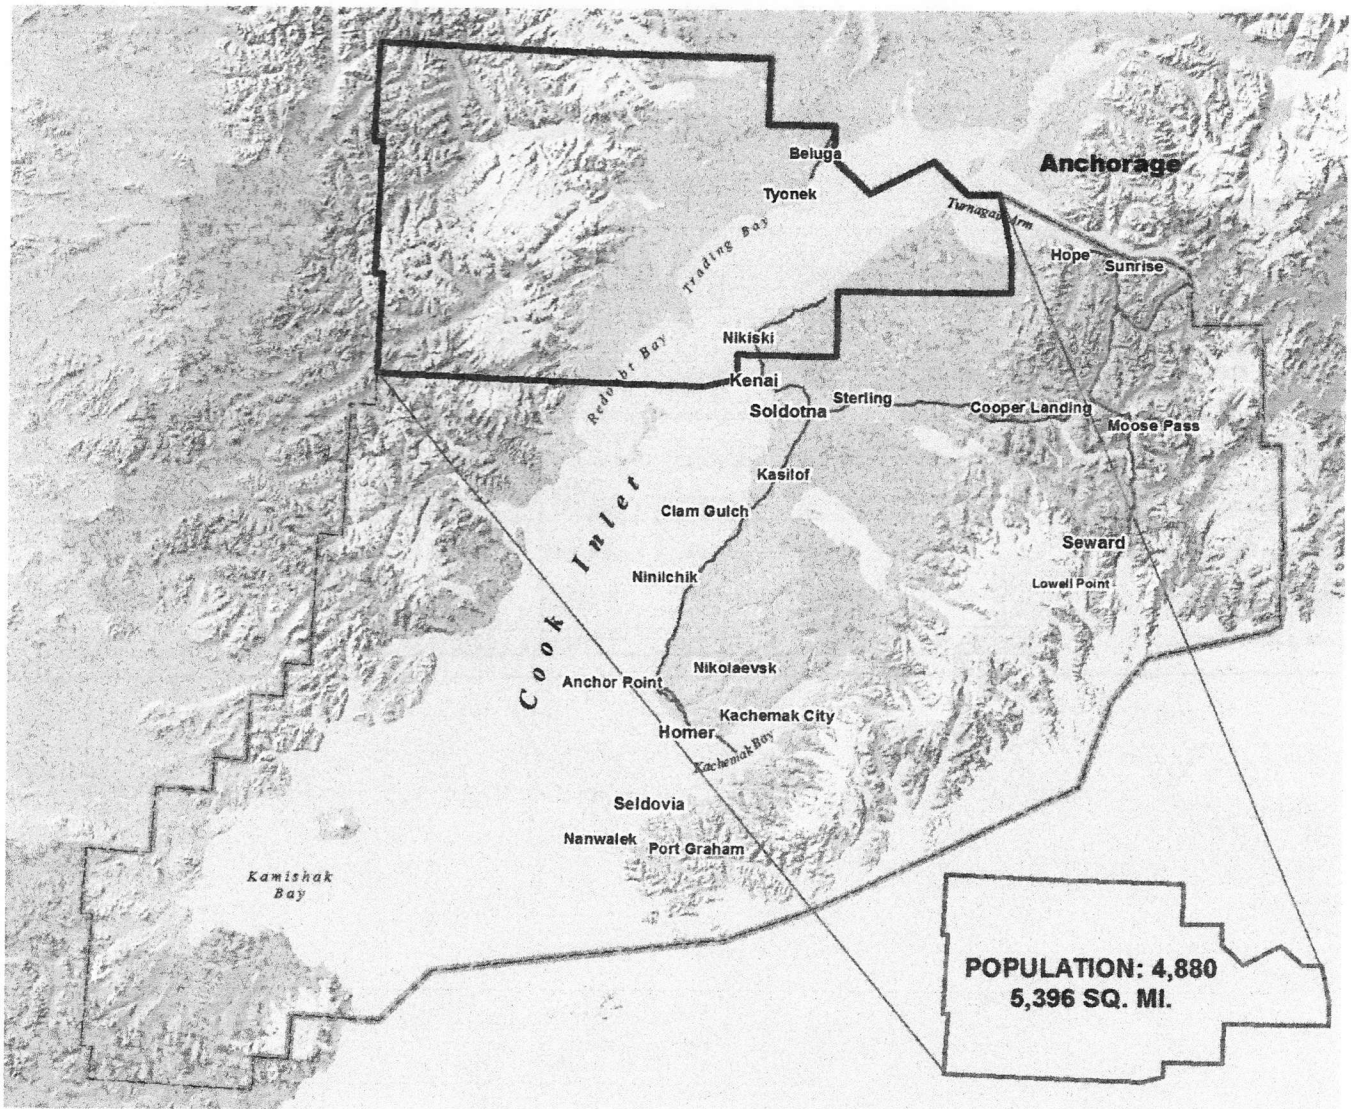 Beluga
Anchorage
Tyonek
Turnagain Arm
Trading Bay
Hope
Sunrise
Nikiski
Redoubt Bay
Kenai
Sterling
Soldotna
Cooper Landing
Moose Pass
Kasilof
Cook Inlet
Clam Gulch
Seward
Ninilchik
Lowell Point
Nikolaevsk
Anchor Point
Kachemak City
Homer
Kachemak Bay
Seldovia
Nanwalek
Port Graham
Kamishak
Bay
POPULATION: 4,880
5,396 SQ. MI.